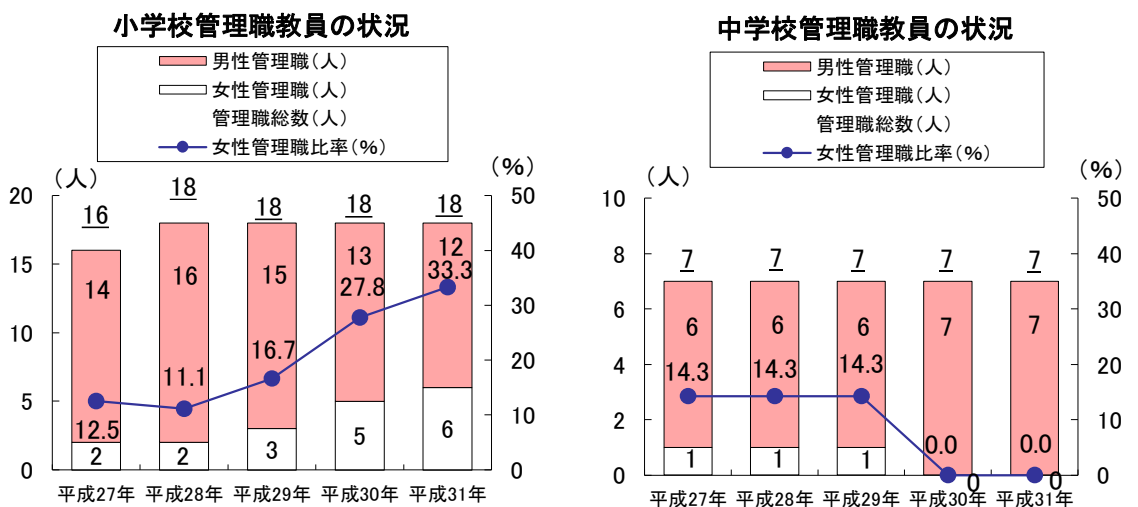 小学校管理職教員の状況
男性管理職(人)
女性管理職(人)
管理職総数(人)
女性管理職比率(%)
(人)
(%)
20
15
10
5
0
50
40
30
20
10
0
16
18
18
18
18
14
16
15
13
12
12.5
11.1
16.7
27.8
33.3
2
2
3
5
6
平成27年
平成28年
平成29年
平成30年
平成31年
中学校管理職教員の状況
男性管理職(人)
女性管理職(人)
管理職総数(人)
女性管理職比率(%)
(人)
(%)
10
8
6
4
2
0
50
40
30
20
10
0
7
7
7
7
7
6
6
6
7
7
14.3
14.3
14.3
0.0
0.0
1
1
1
0
0
平成27年
平成28年
平成29年
平成30年
平成31年